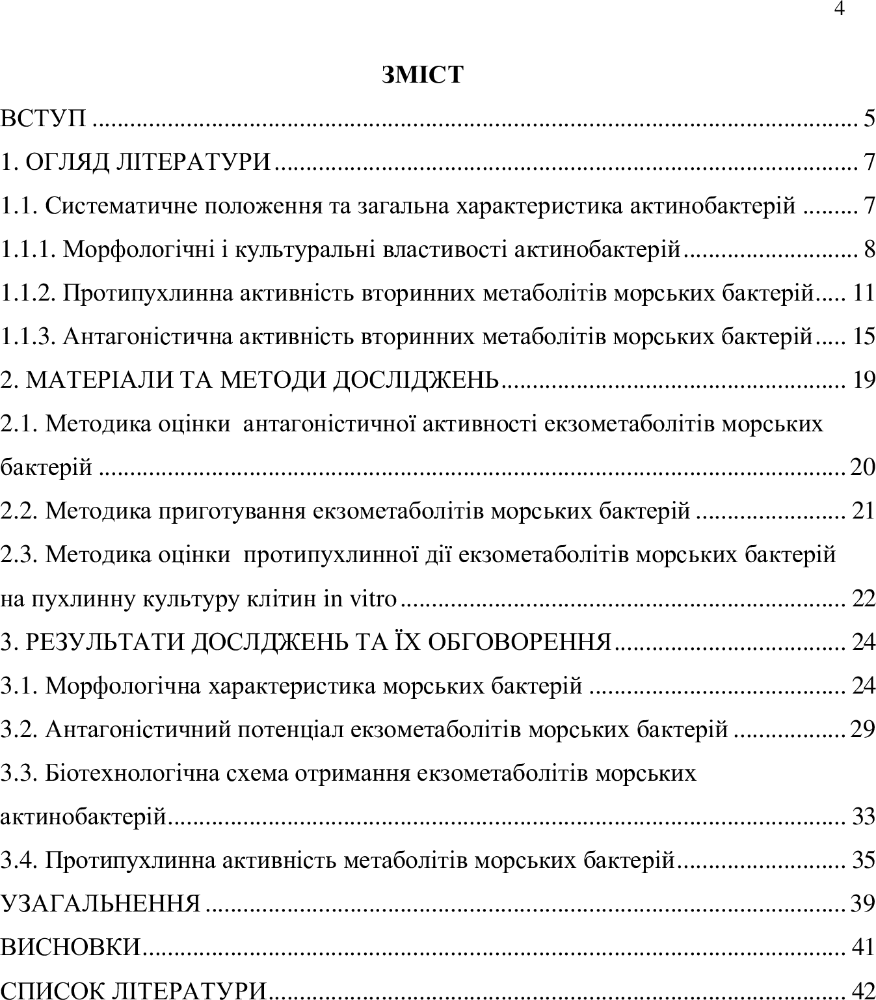 4
ЗМІСТ
ВСТУП ........................................................................................................................ 5
1. ОГЛЯД ЛІТЕРАТУРИ ............................................................................................ 7
1.1. Систематичне положення та загальна характеристика актинобактерій ......... 7
1.1.1. Морфологічні і культуральні властивості актинобактерій ............................ 8
1.1.2. Протипухлинна активність вторинних метаболітів морських бактерій ..... 11
1.1.3. Антагоністична активність вторинних метаболітів морських бактерій ..... 15
2. МАТЕРІАЛИ ТА МЕТОДИ ДОСЛІДЖЕНЬ ....................................................... 19
2.1. Методика оцінки  антагоністичної активності екзометаболітів морських
бактерій ...................................................................................................................... 20
2.2. Методика приготування екзометаболітів морських бактерій ........................ 21
2.3. Методика оцінки  протипухлинної дії екзометаболітів морських бактерій
на пухлинну культуру клітин in vitro ....................................................................... 22
3. РЕЗУЛЬТАТИ ДОСЛДЖЕНЬ ТА ЇХ ОБГОВОРЕННЯ ..................................... 24
3.1. Морфологічна характеристика морських бактерій ......................................... 24
3.2. Антагоністичний потенціал екзометаболітів морських бактерій .................. 29
3.3. Біотехнологічна схема отримання екзометаболітів морських
актинобактерій ........................................................................................................... 33
3.4. Протипухлинна активність метаболітів морських бактерій ........................... 35
УЗАГАЛЬНЕННЯ ..................................................................................................... 39
ВИСНОВКИ ............................................................................................................... 41
СПИСОК ЛІТЕРАТУРИ ........................................................................................... 42